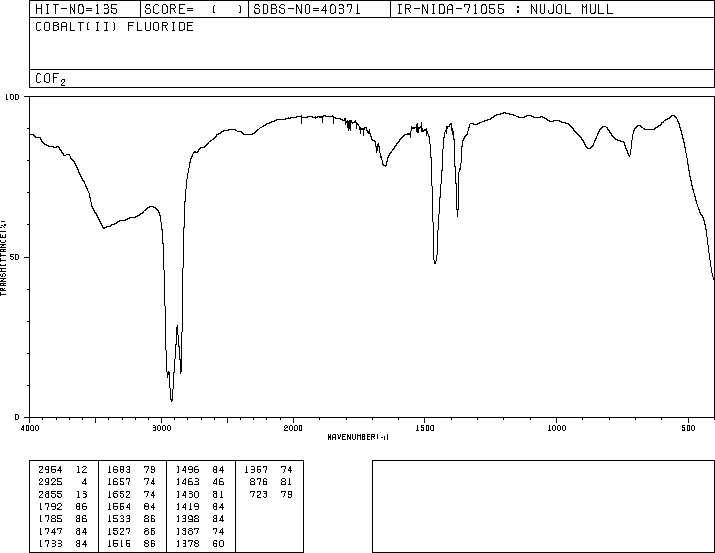 HIT-NO=135 SCORE= ( ) SDBS-NO=40371 IR-NIDA-71055 : NUJOL MULL
COBALT(II) FLUORIDE
COF2
100
50
0
TRANSMITTANCE(%)
4000 3000 2000 1500 1000 500
WAVENUMBER(-1)
2954 12 1683 79 1496 84 1367 74
2925 4 1657 74 1463 46 876 81
2855 13 1652 74 1430 81 723 79
1792 86 1564 84 1419 84
1785 86 1533 86 1398 84
1747 84 1527 86 1387 74
1733 84 1516 86 1378 60